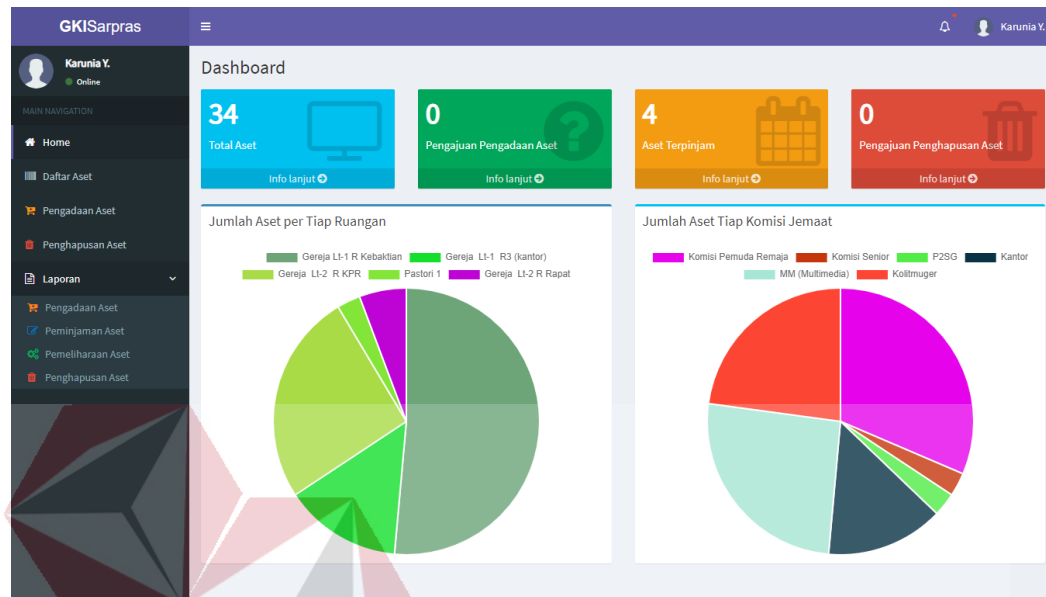 GKISarpras
Karunia Y.
Karunia Y.
Online
MAIN NAVIGATION
Home
Daftar Aset
Pengadaan Aset
Penghapusan Aset
Laporan
Pengadaan Aset
Peminjaman Aset
Pemeliharaan Aset
Penghapusan Aset
Dashboard
34
Total Aset
Info lanjut
0
Pengajuan Pengadaan Aset
Info lanjut
4
Aset Terpinjam
Info lanjut
0
Pengajuan Penghapusan Aset
Info lanjut
Jumlah Aset per Tiap Ruangan
Gereja Lt-1 R Kebaktian Gereja Lt-1 R3 (kantor)
Gereja Lt-2 R KPR Pastori 1 Gereja Lt-2 R Rapat
Jumlah Aset Tiap Komisi Jemaat
Komisi Pemuda Remaja Komisi Senior P2SG Kantor
MM (Multimedia) Kolitmuger